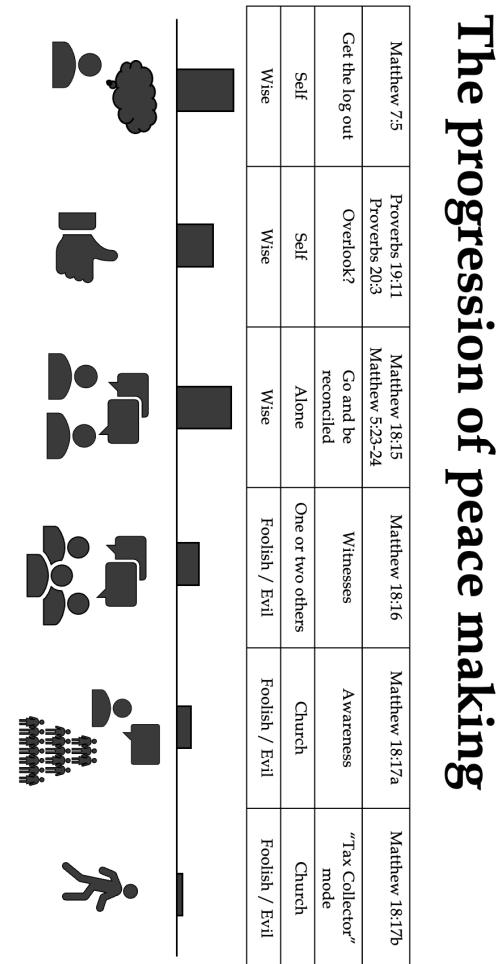 The progression of peace making
Matthew 7:5
Proverbs 19:11
Proverbs 20:3
Matthew 18:15
Matthew 5:23-24
Matthew 18:16
Matthew 18:17a
Matthew 18:17b
Get the log out
Overlook?
Go and be
reconciled
Witnesses
Awareness
“Tax Collector”
mode
Self
Self
Alone
One or two others
Church
Church
Wise
Wise
Wise
Foolish / Evil
Foolish / Evil
Foolish / Evil